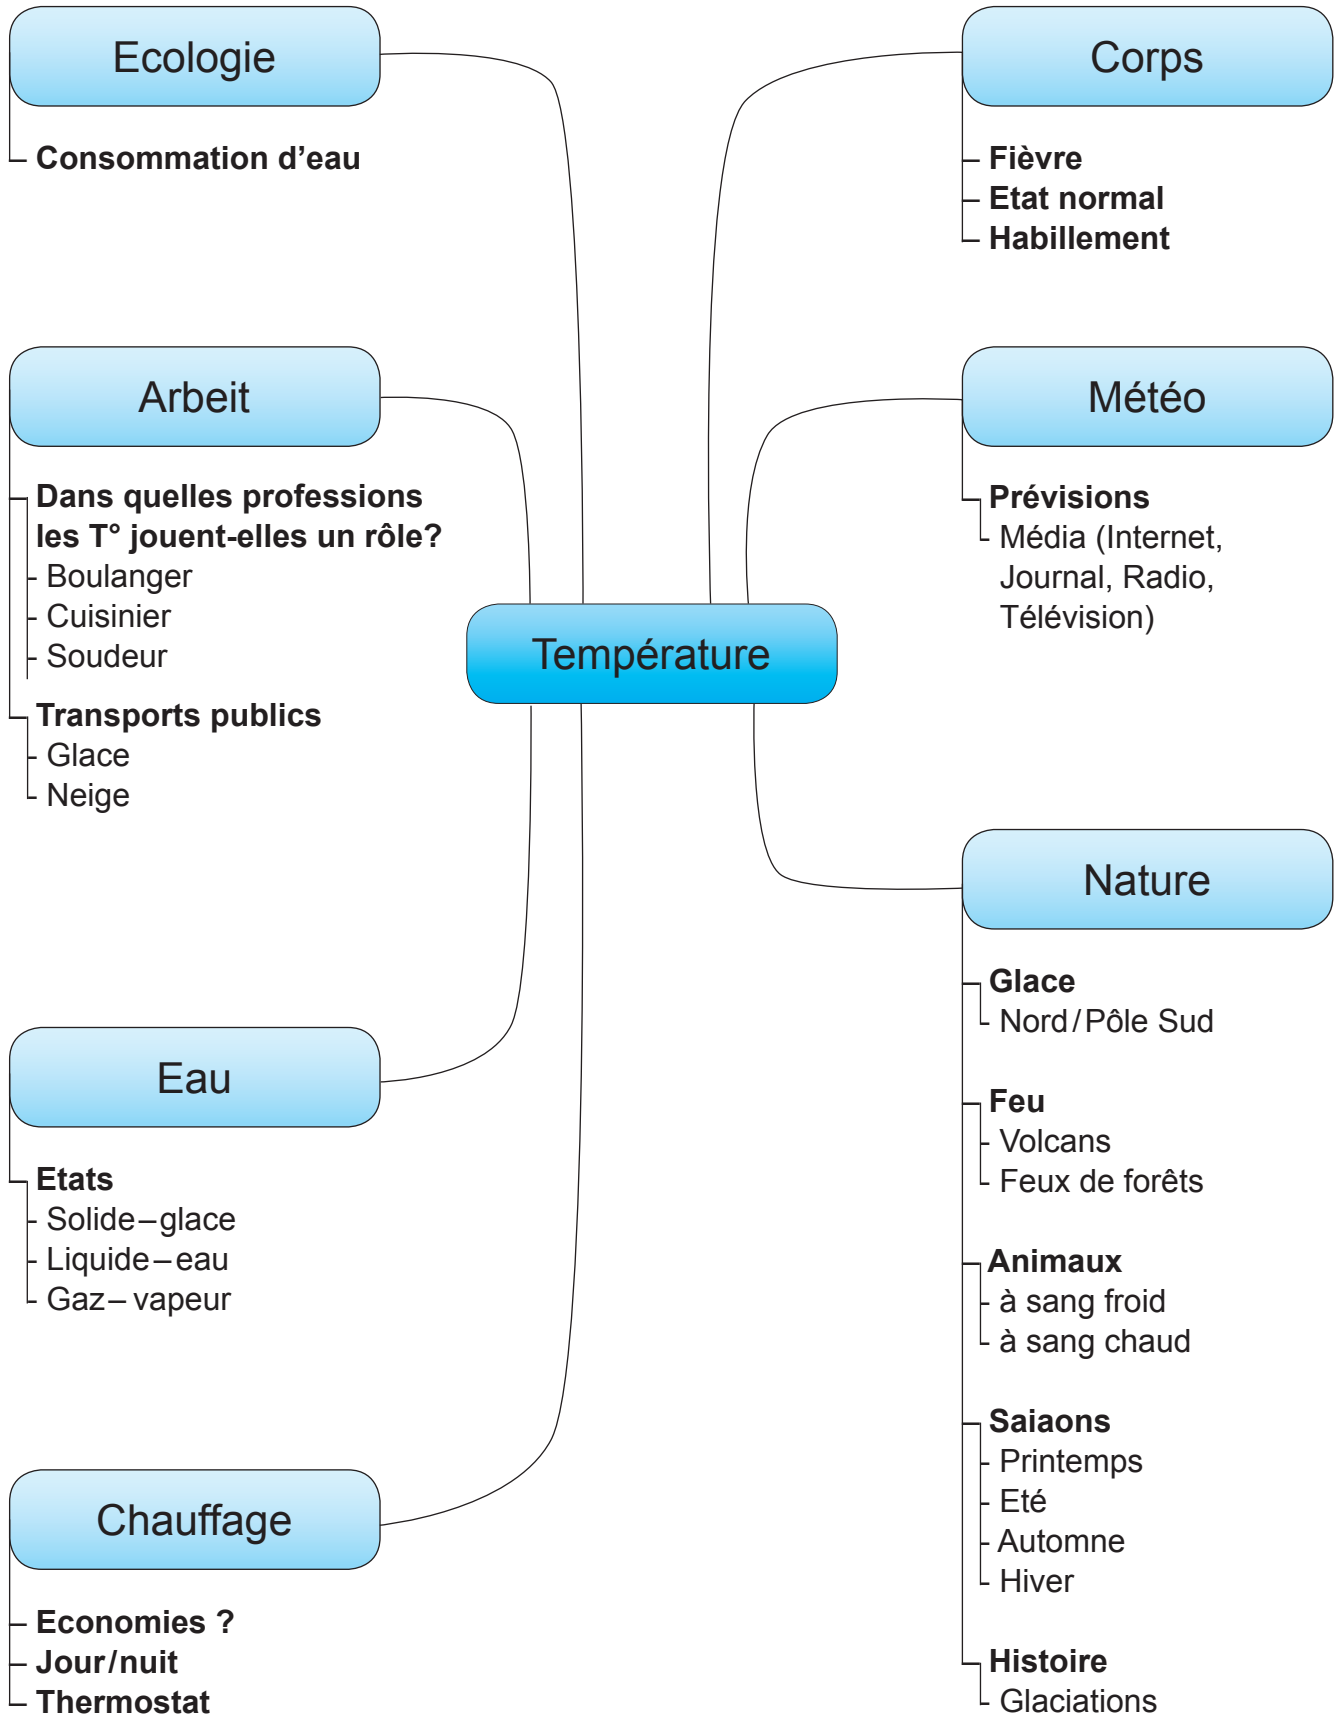 Ecologie
Consommation d’eau
Arbeit
Dans quelles professions
les T° jouent-elles un rôle?
- Boulanger
- Cuisinier
- Soudeur
Transports publics
- Glace
- Neige
Eau
Etats
- Solide – glace
- Liquide – eau
- Gaz – vapeur
Chauffage
Economies ?
Jour / nuit
Thermostat
Température
Corps
Fièvre
Etat normal
Habillement
Météo
Prévisions
- Média (Internet,
Journal, Radio,
Télévision)
Nature
Glace
- Nord / Pôle Sud
Feu
- Volcans
- Feux de forêts
Animaux
- à sang froid
- à sang chaud
Saiaons
- Printemps
- Eté
- Automne
- Hiver
Histoire
- Glaciations